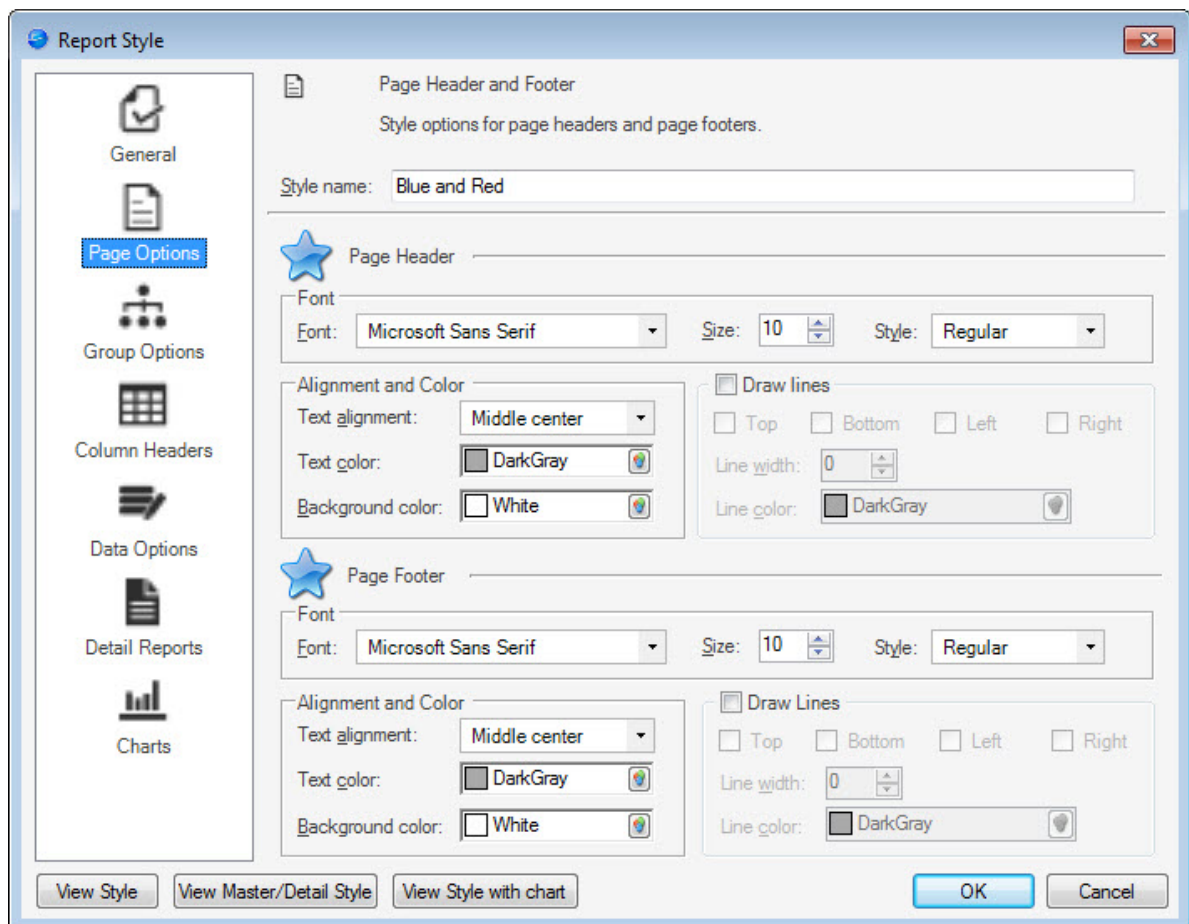 Report Style
General
Page Options
Group Options
Column Headers
Data Options
Detail Reports
Charts
Page Header and Footer
Style options for page headers and page footers.
Style name: Blue and Red
Page Header
Font
Font: Microsoft Sans Serif Size: 10 Style: Regular
Alignment and Color
Text alignment: Middle center
Text color: DarkGray
Background color: White
Draw lines
Top Bottom Left Right
Line width: 0
Line color: DarkGray
Page Footer
Font
Font: Microsoft Sans Serif Size: 10 Style: Regular
Alignment and Color
Text alignment: Middle center
Text color: DarkGray
Background color: White
Draw Lines
Top Bottom Left Right
Line width: 0
Line color: DarkGray
View Style View Master/Detail Style View Style with chart OK Cancel